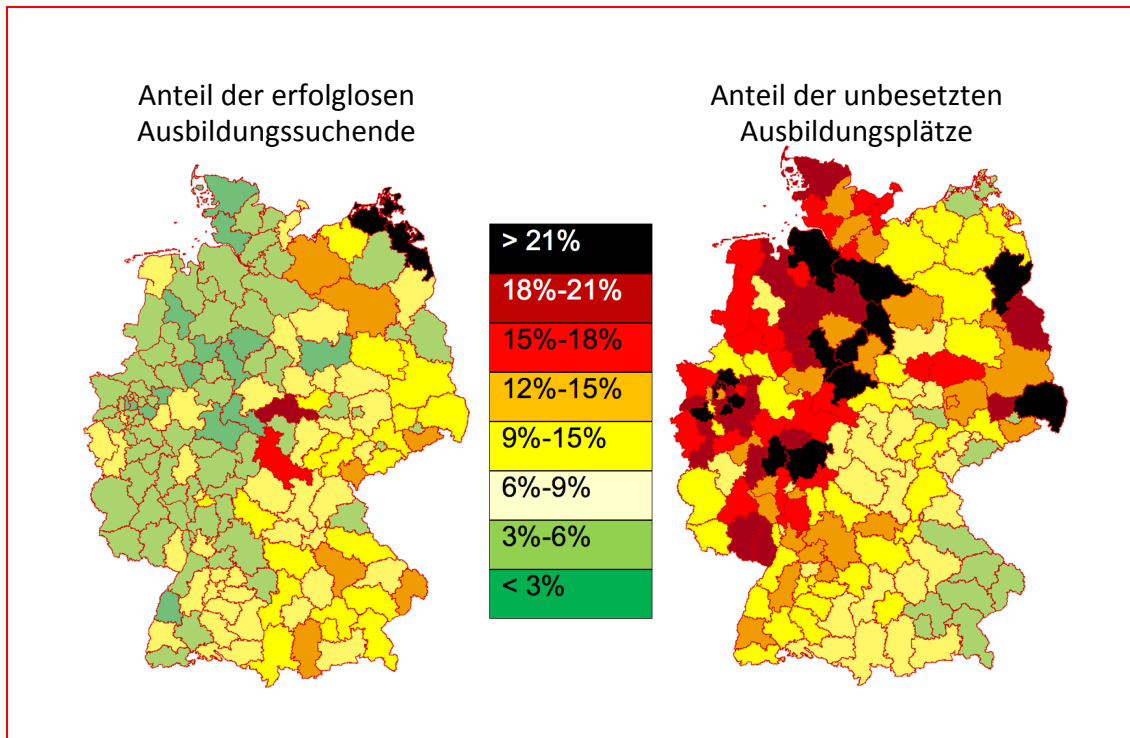 Anteil der erfolglosen
Ausbildungssuchende
Anteil der unbesetzten
Ausbildungsplätze
> 21%
18%-21%
15%-18%
12%-15%
9%-15%
6%-9%
3%-6%
< 3%